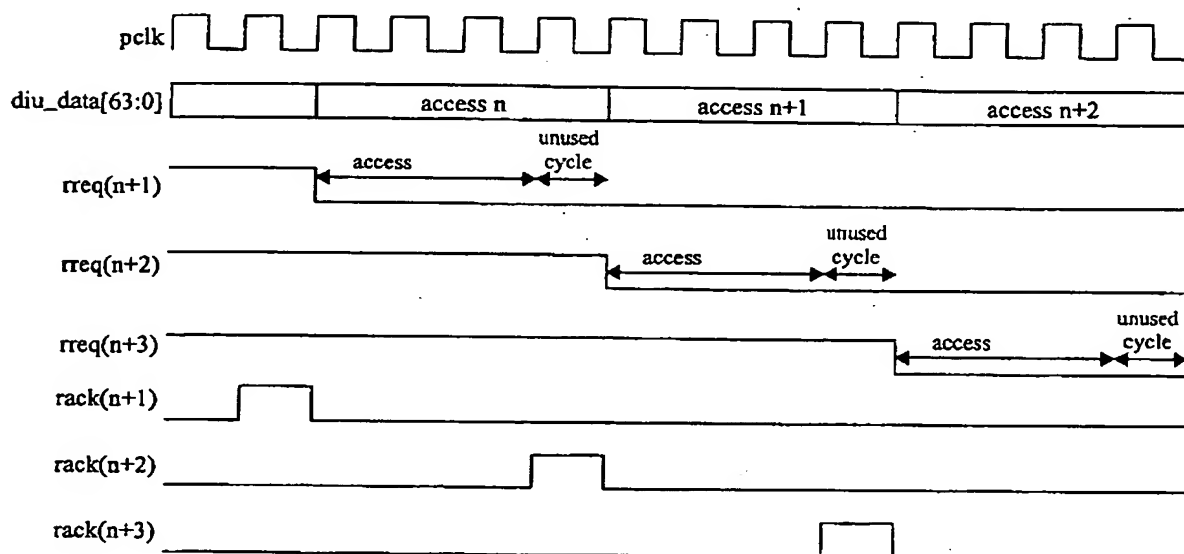 pclk
diu_data[63:0]
access n
access n+1
access n+2
rreq(n+1)
access
unused
cycle
rreq(n+2)
access
unused
cycle
rreq(n+3)
access
unused
cycle
rack(n+1)
rack(n+2)
rack(n+3)